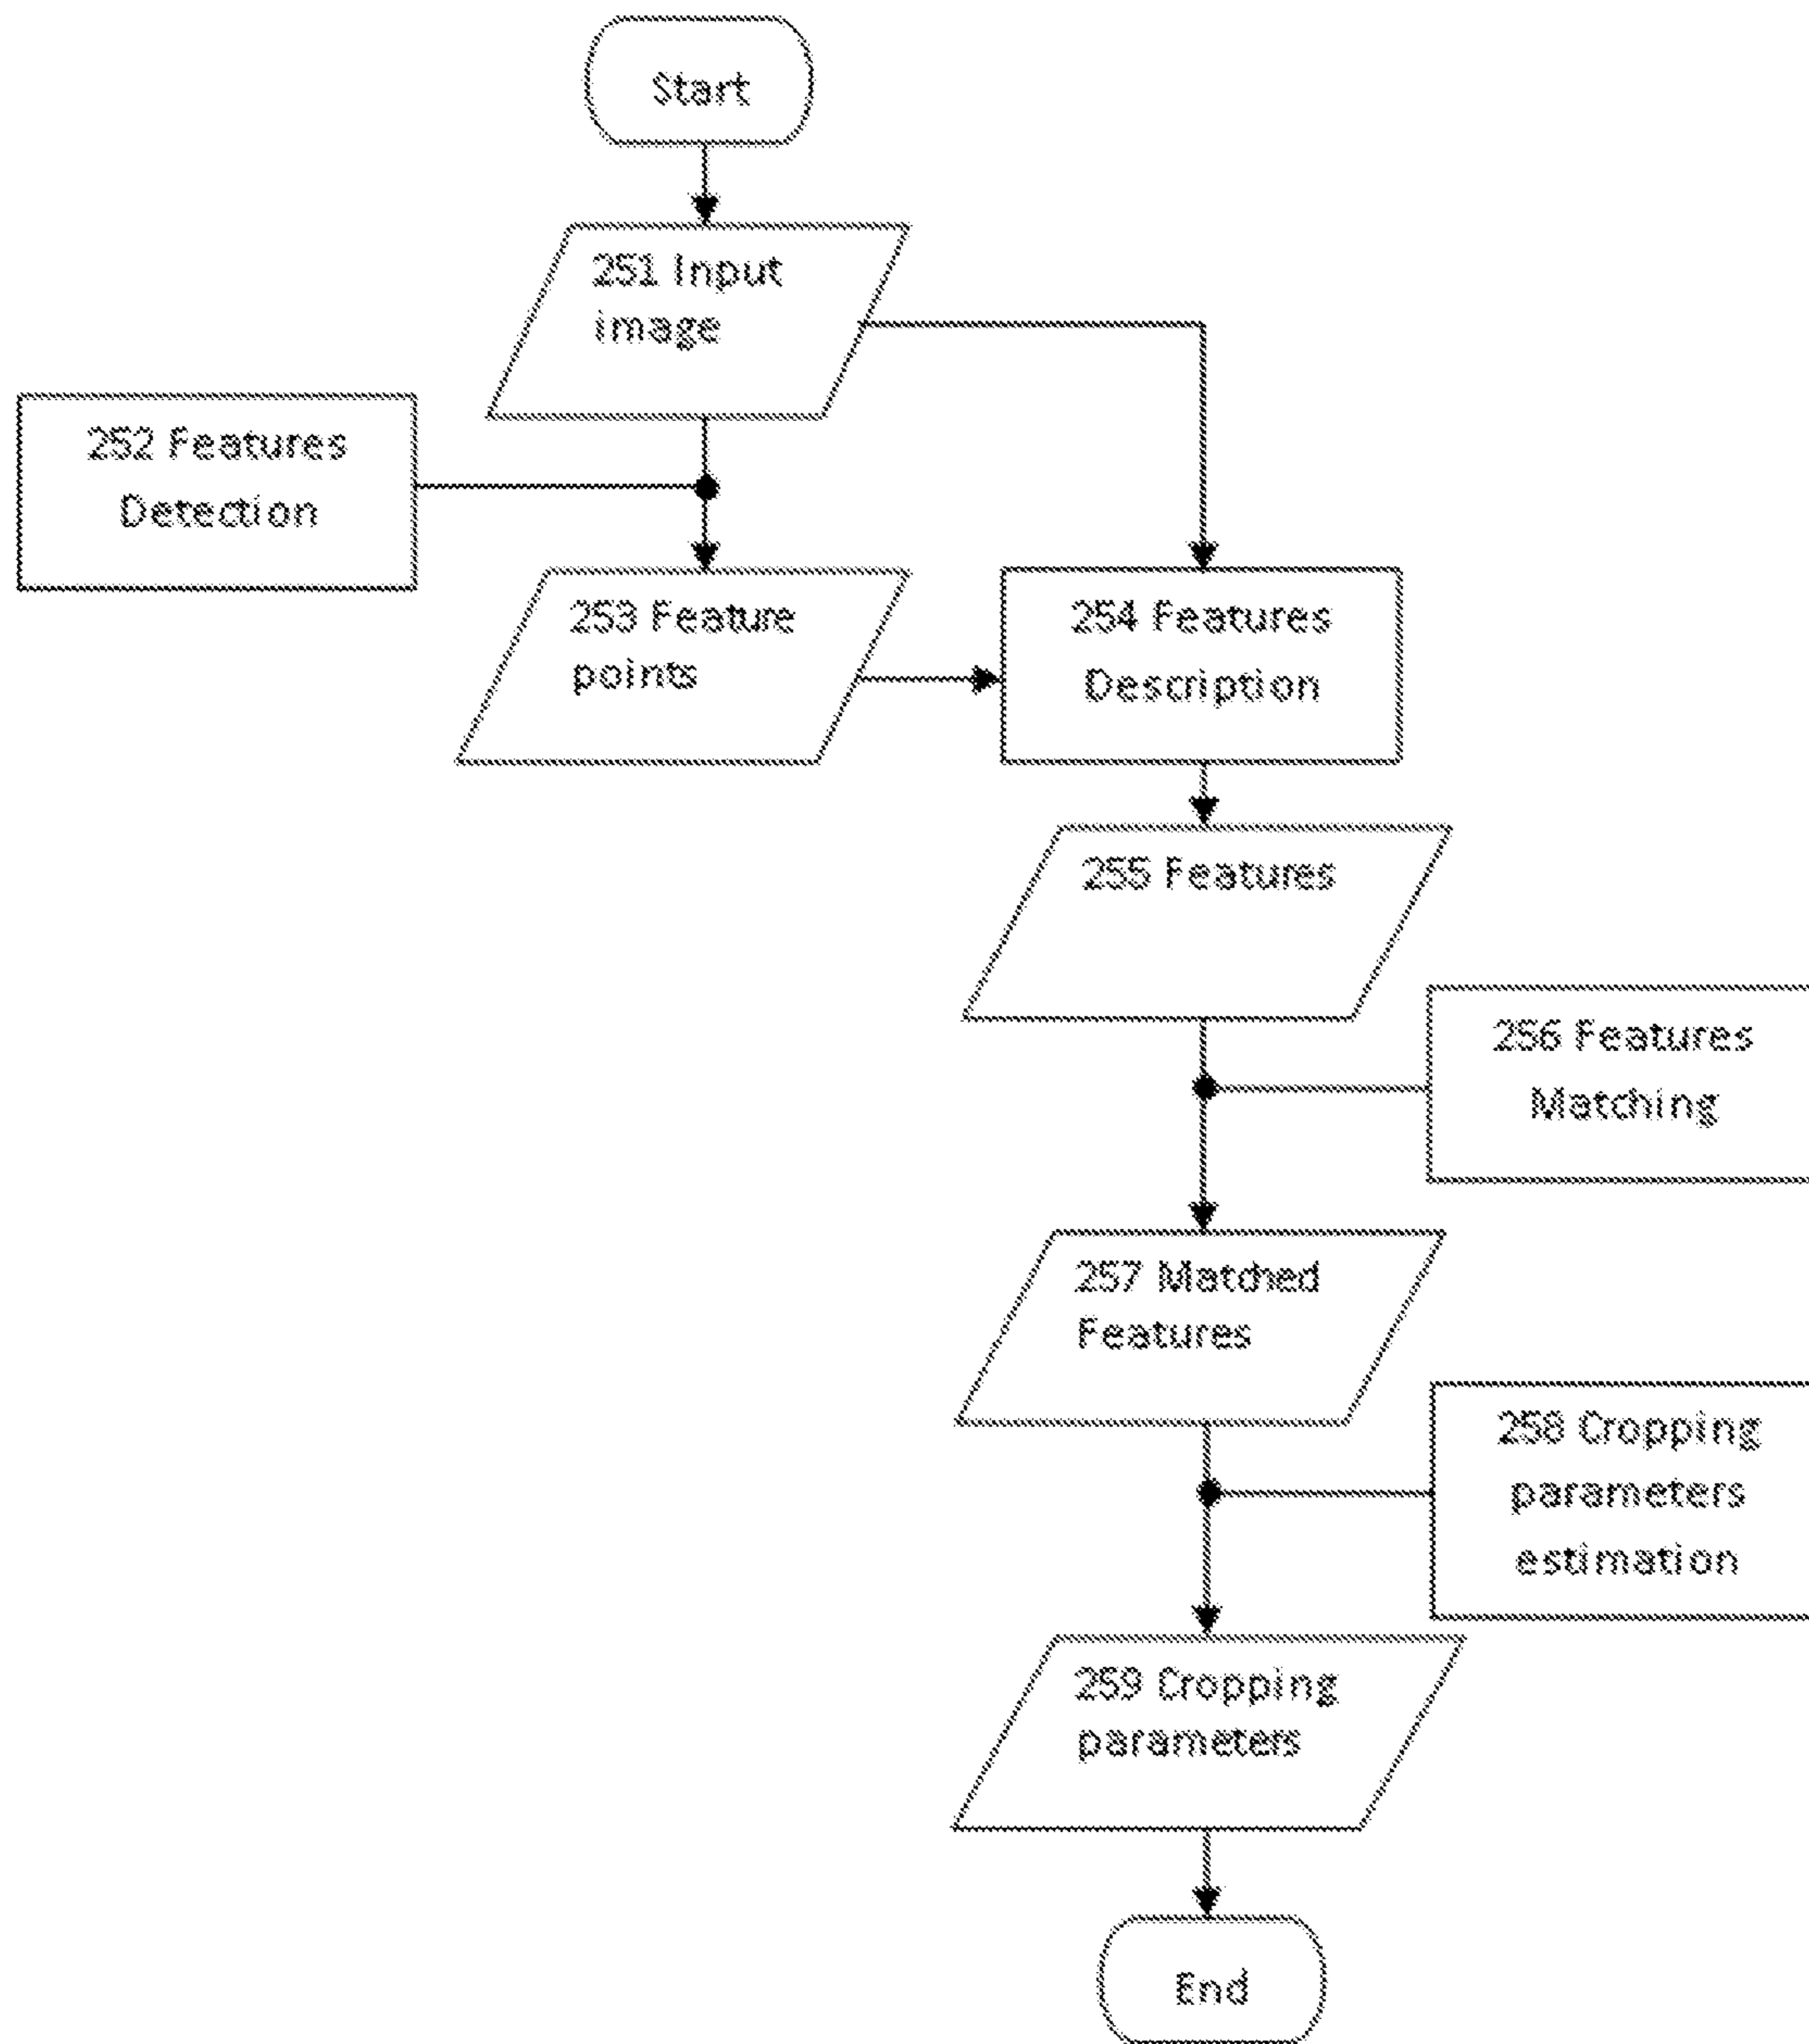 Start
251 Input
image
252 Features
Detection
253 Feature
points
254 Features
Description
255 Features
256 Features
Matching
257 Matched
Features
258 Cropping
parameters
estimation
259 Cropping
parameters
End